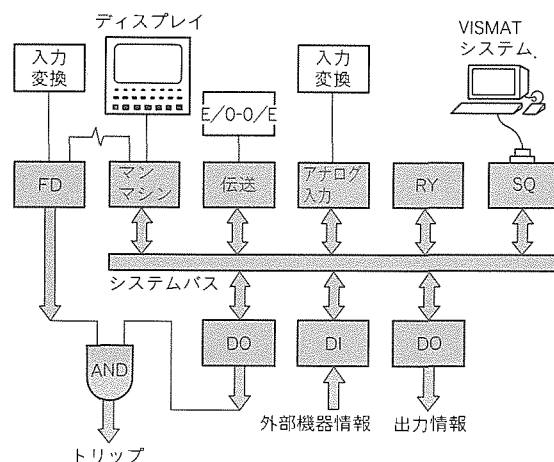 ディスプレイ
VISMAT
システム.
入力
変換
E/O-O/E
入力
変換
FD
マン
マシン
伝送
アナログ
入力
RY
SQ
システムバス
DO
DI
DO
AND
外部機器情報
出力情報
トリップ